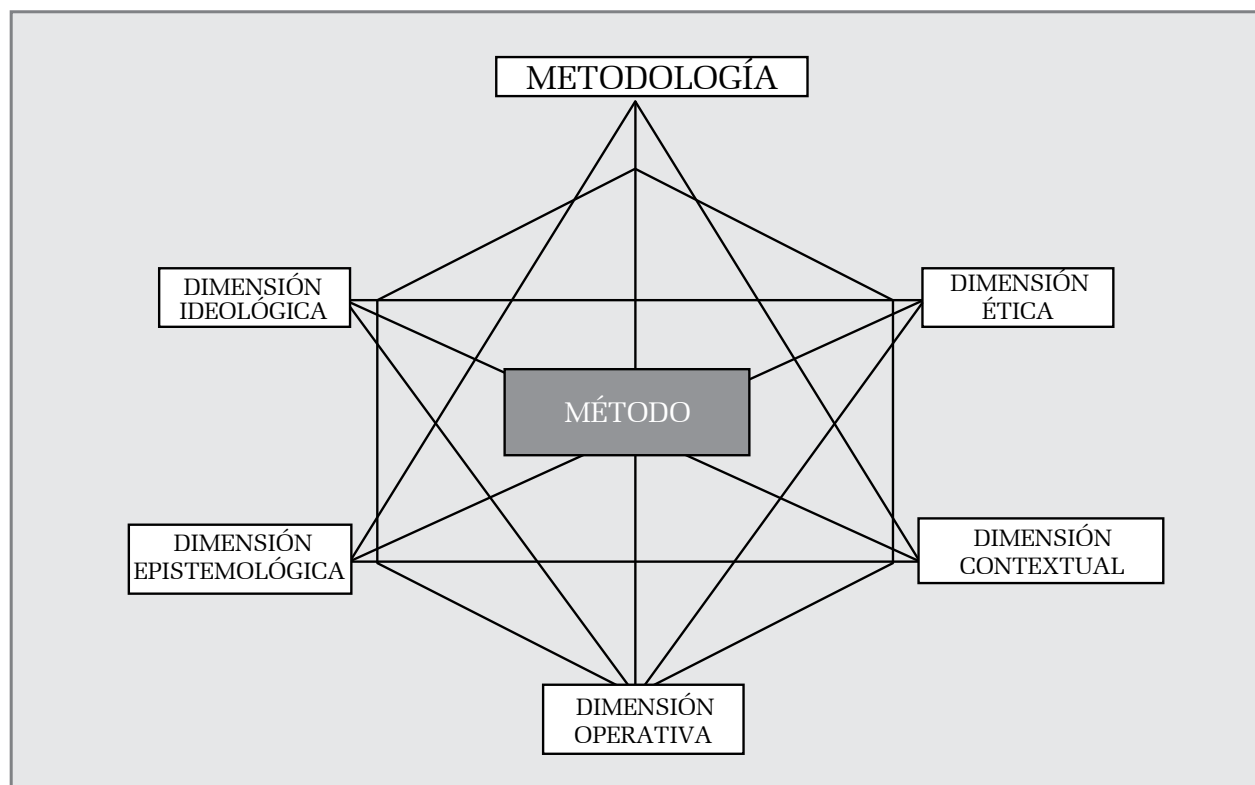 METODOLOGÍA
DIMENSIÓN
IDEOLÓGICA
DIMENSIÓN
ÉTICA
MÉTODO
DIMENSIÓN
EPISTEMOLÓGICA
DIMENSIÓN
CONTEXTUAL
DIMENSIÓN
OPERATIVA